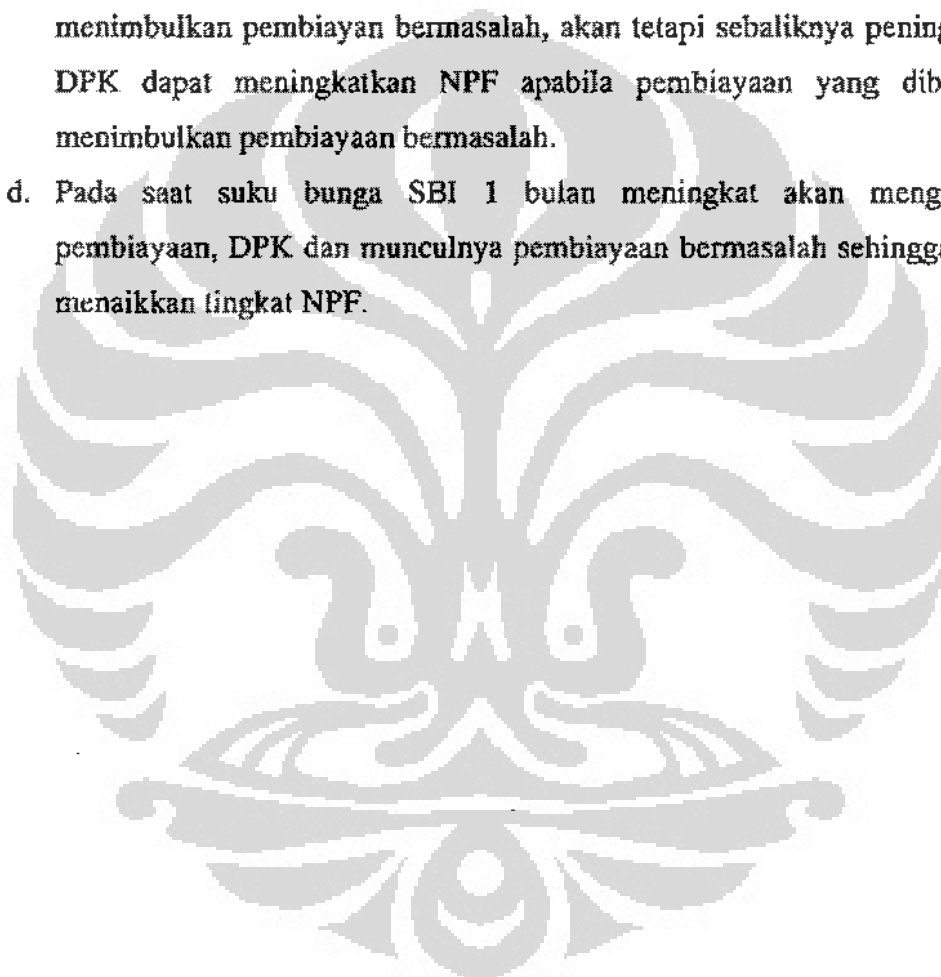 menimbulkan pembiayan bermasalah, akan tetapi sebaliknya pening
DPK dapat meningkatkan NPF apabila pembiayaan yang dib
menimbulkan pembiayaan bermasalah.
d. Pada saat suku bunga SBI 1 bulan meningkat akan meng
pembiayaan, DPK dan munculnya pembiayaan bermasalah sehingga
menaikkan tingkat NPF.